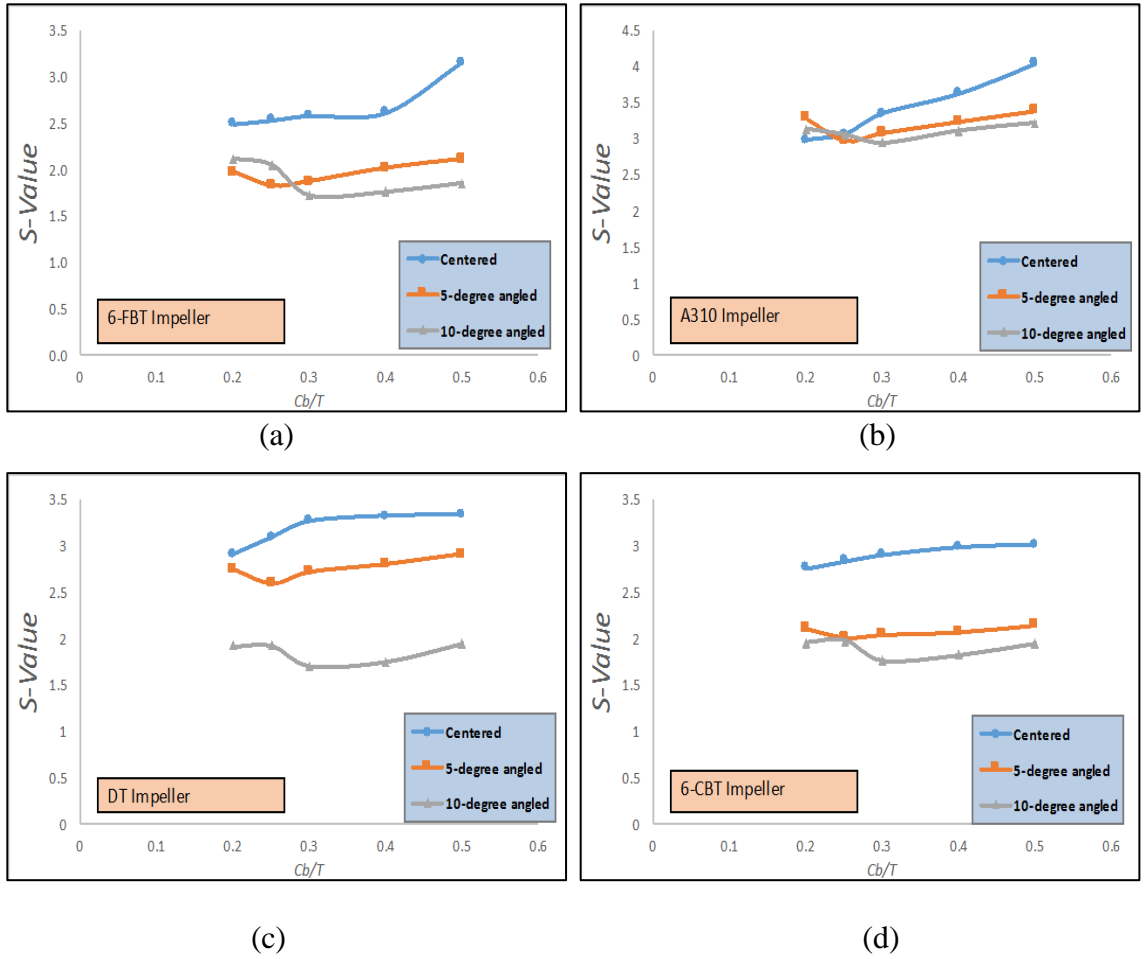 3.5
3.0
2.5
2.0
1.5
1.0
0.5
0.0
S-Value
0
0.1
0.2
0.3
0.4
0.5
0.6
Cb/T
6-FBT Impeller
Centered
5-degree angled
10-degree angled
(a)
4.5
4
3.5
3
2.5
2
1.5
1
0.5
0
S-Value
0
0.1
0.2
0.3
0.4
0.5
0.6
Cb/T
A310 Impeller
Centered
5-degree angled
10-degree angled
(b)
3.5
3
2.5
2
1.5
1
0.5
0
S-Value
0
0.1
0.2
0.3
0.4
0.5
0.6
Cb/T
DT Impeller
Centered
5-degree angled
10-degree angled
(c)
3.5
3
2.5
2
1.5
1
0.5
0
S-Value
0
0.1
0.2
0.3
0.4
0.5
0.6
Cb/T
6-CBT Impeller
Centered
5-degree angled
10-degree angled
(d)